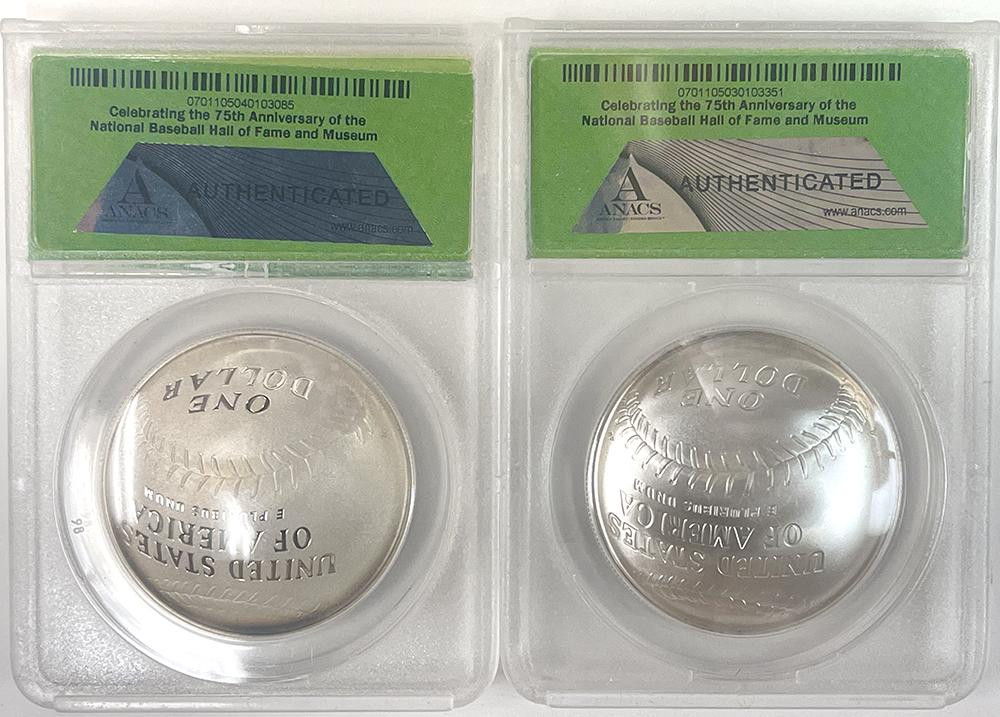 0701105040103085
Celebrating the 75th Anniversary of the
National Baseball Hall of Fame and Museum
A
ANACS
AUTHENTICATED
www.anacs.com
ONE
DOLLAR
E PLURIBUS UNUM
UNITED STATES
OF AMERICA
98
0701105030103351
Celebrating the 75th Anniversary of the
National Baseball Hall of Fame and Museum
A
ANACS
AUTHENTICATED
www.anacs.com
ONE
DOLLAR
E PLURIBUS UNUM
UNITED STATES
OF AMERICA